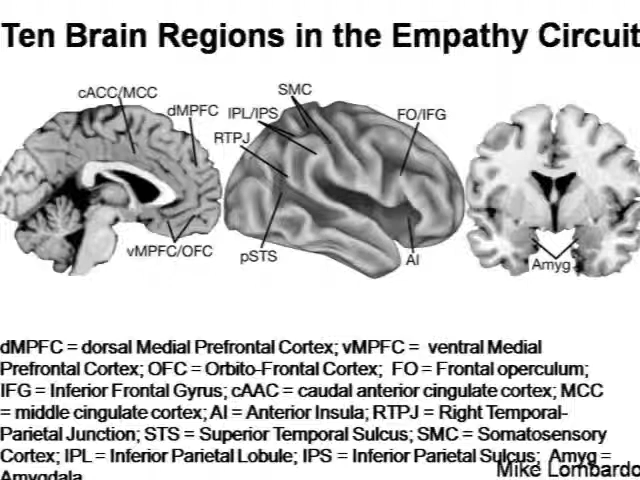 Ten Brain Regions in the Empathy Circuit
cACC/MCC
dMPFC
vMPFC/OFC
SMC
IPL/IPS
RTPJ
FO/IFG
pSTS
AI
Amyg
dMPFC = dorsal Medial Prefrontal Cortex; vMPFC = ventral Medial
Prefrontal Cortex; OFC = Orbito-Frontal Cortex; FO = Frontal operculum;
IFG = Inferior Frontal Gyrus; cAAC = caudal anterior cingulate cortex; MCC
= middle cingulate cortex; AI = Anterior Insula; RTPJ = Right Temporal-
Parietal Junction; STS = Superior Temporal Sulcus; SMC = Somatosensory
Cortex; IPL = Inferior Parietal Lobule; IPS = Inferior Parietal Sulcus; Amyg =
Amygdala
Mike Lombardo